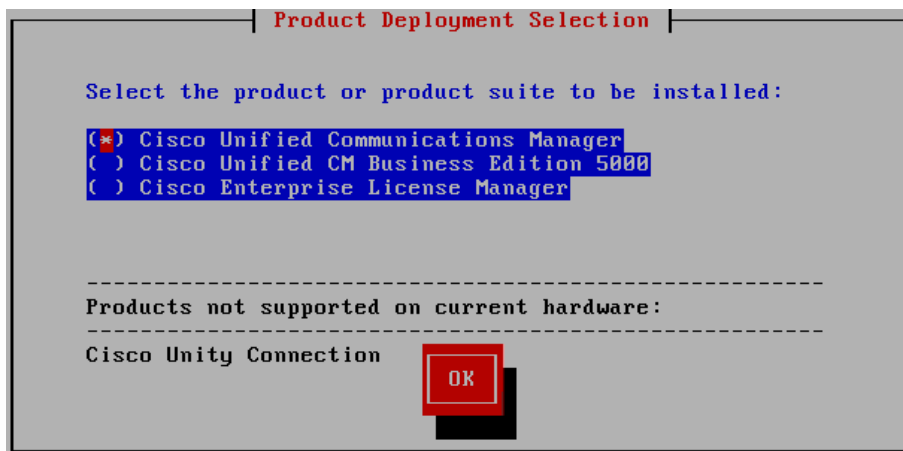 Product Deployment Selection
Select the product or product suite to be installed:
(*) Cisco Unified Communications Manager
( ) Cisco Unified CM Business Edition 5000
( ) Cisco Enterprise License Manager
Products not supported on current hardware:
Cisco Unity Connection
OK